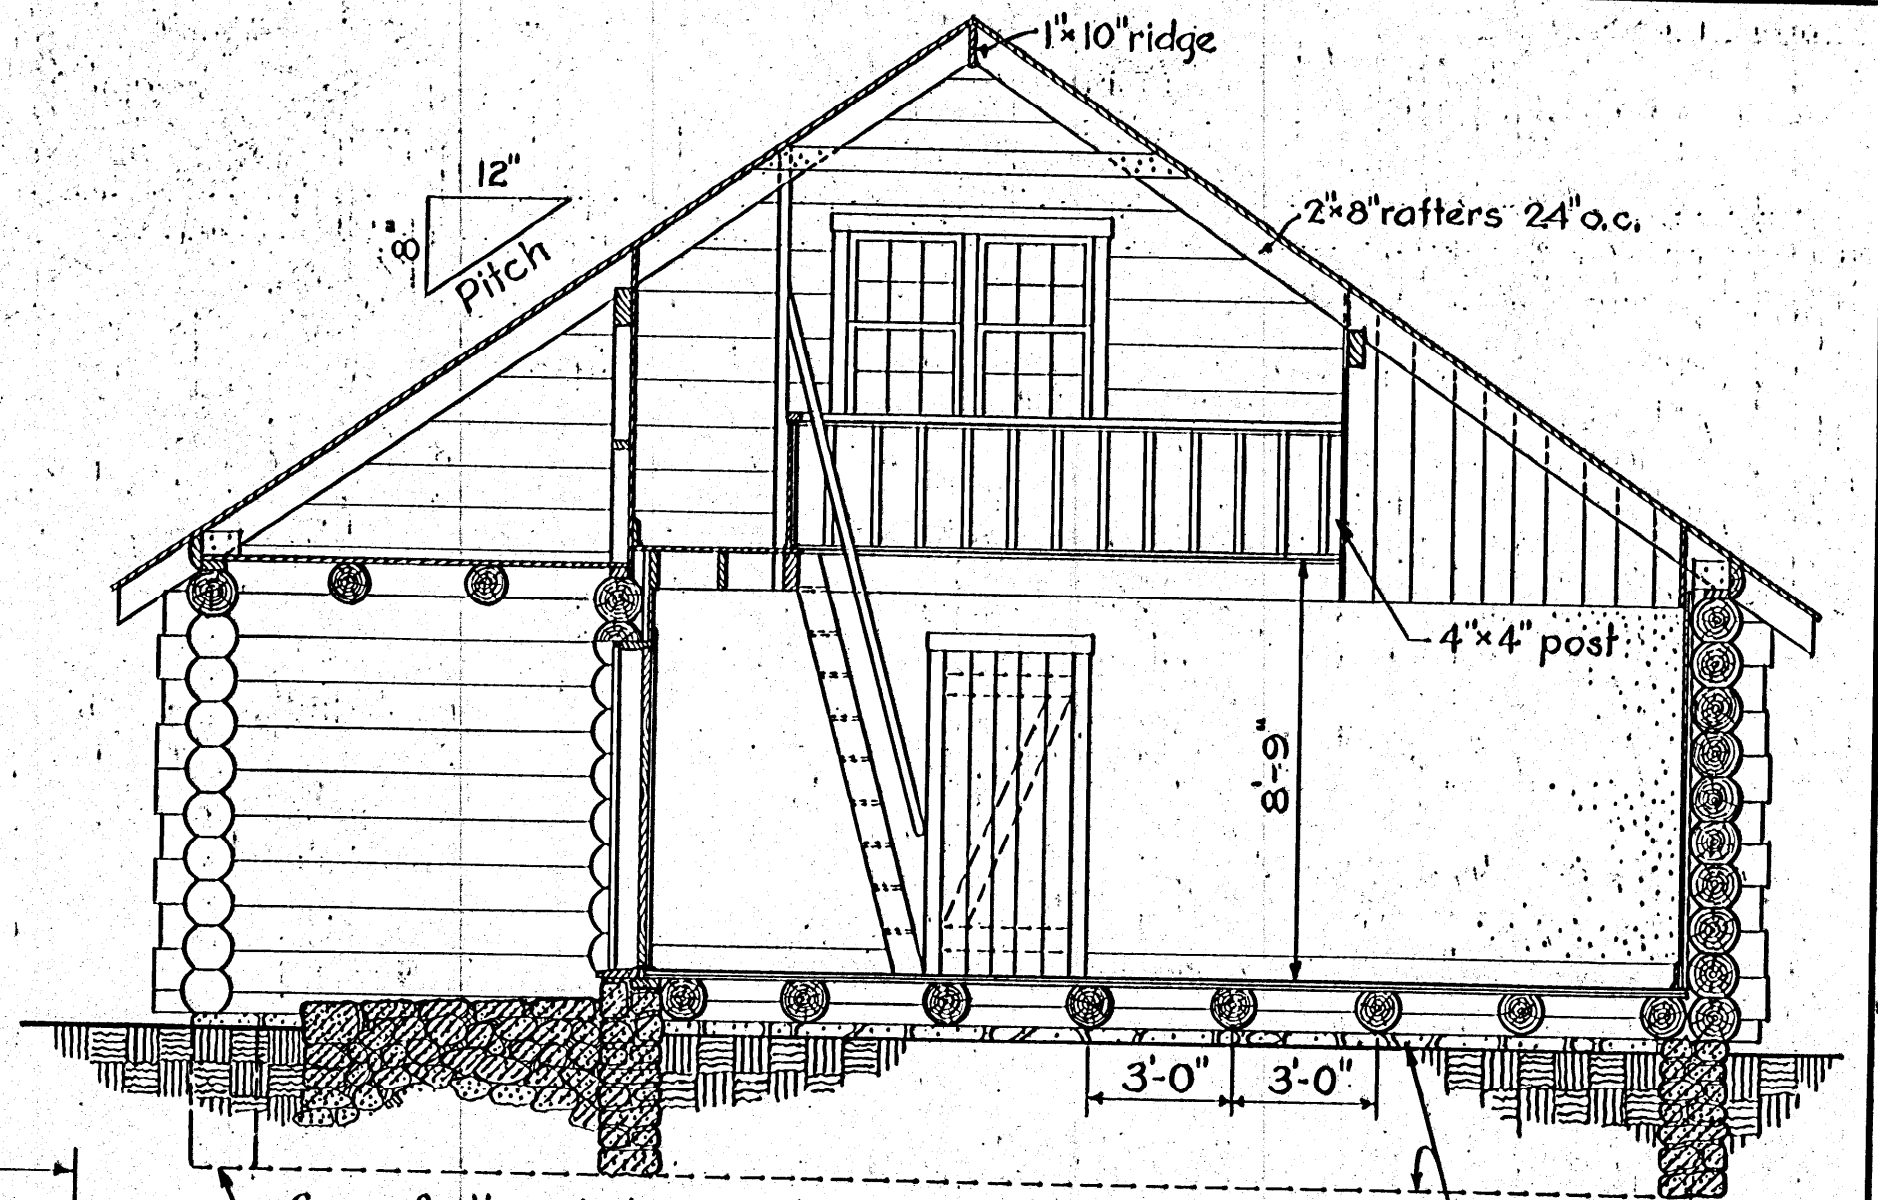 1"×10" ridge
12"
8"
Pitch
2"×8" rafters 24" o.c.
4"×4" post
8'-9"
3'-0"
3'-0"